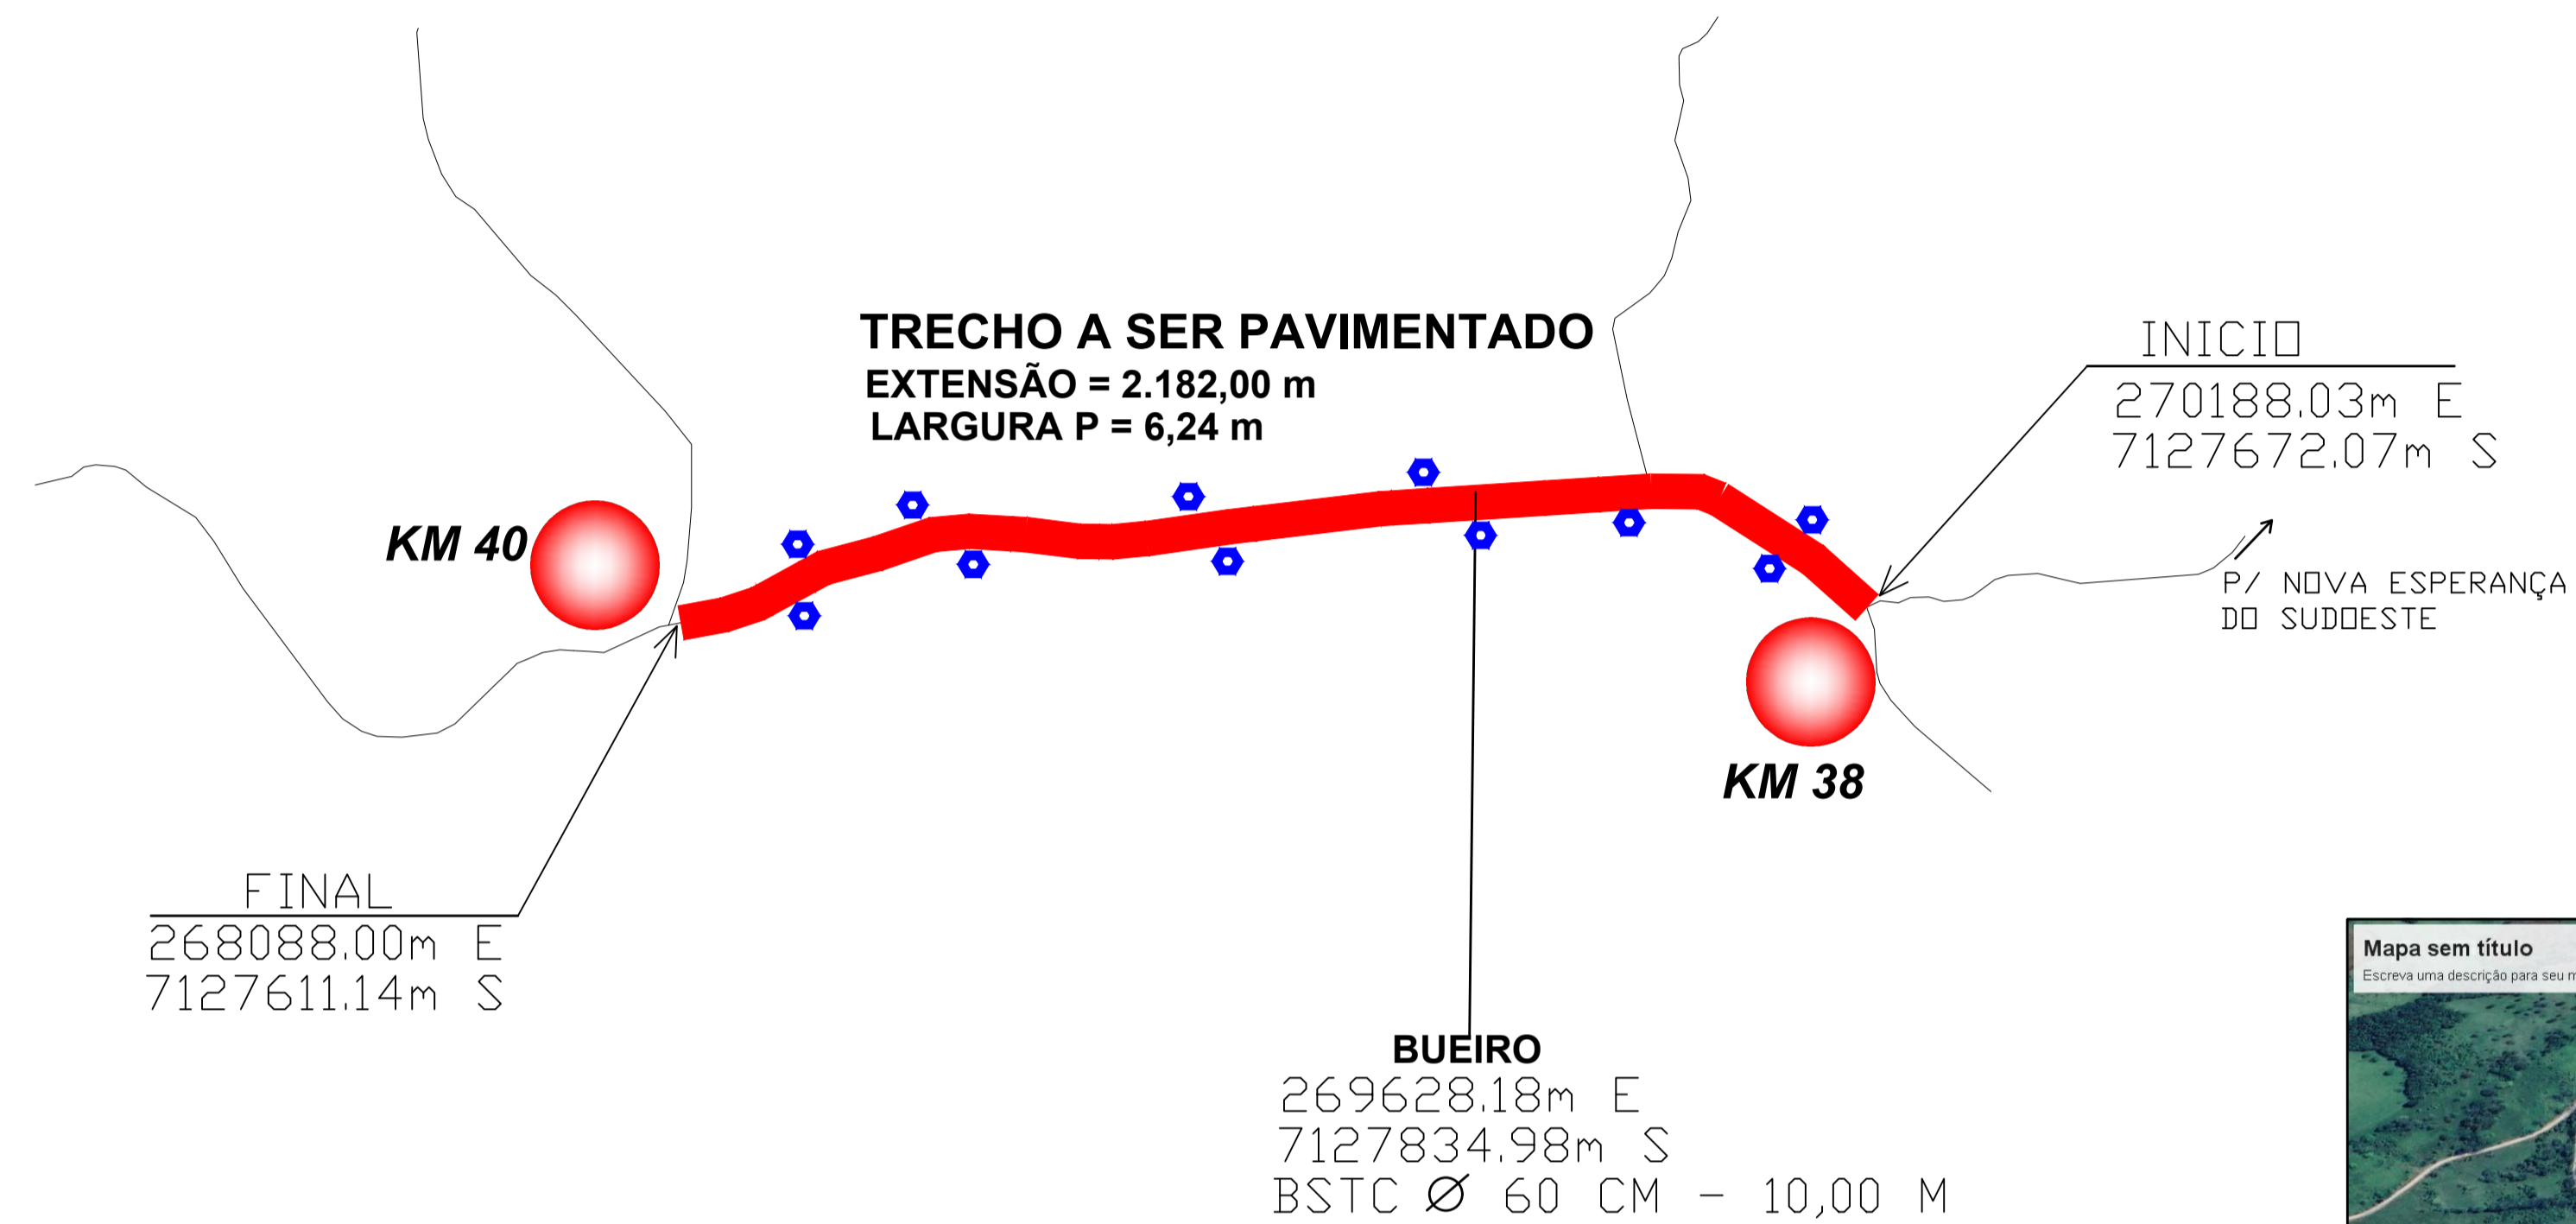 TRECHO A SER PAVIMENTADO
EXTENSÃO = 2.182,00 m
LARGURA P = 6,24 m
INICIO
270188.03m E
7127672.07m S
P/ NOVA ESPERANÇA
DO SUDOESTE
KM 40
KM 38
FINAL
268088.00m E
7127611.14m S
BUEIRO
269628.18m E
7127834.98m S
BSTC Ø 60 CM - 10,00 M
Mapa sem título
Escreva uma descrição para seu